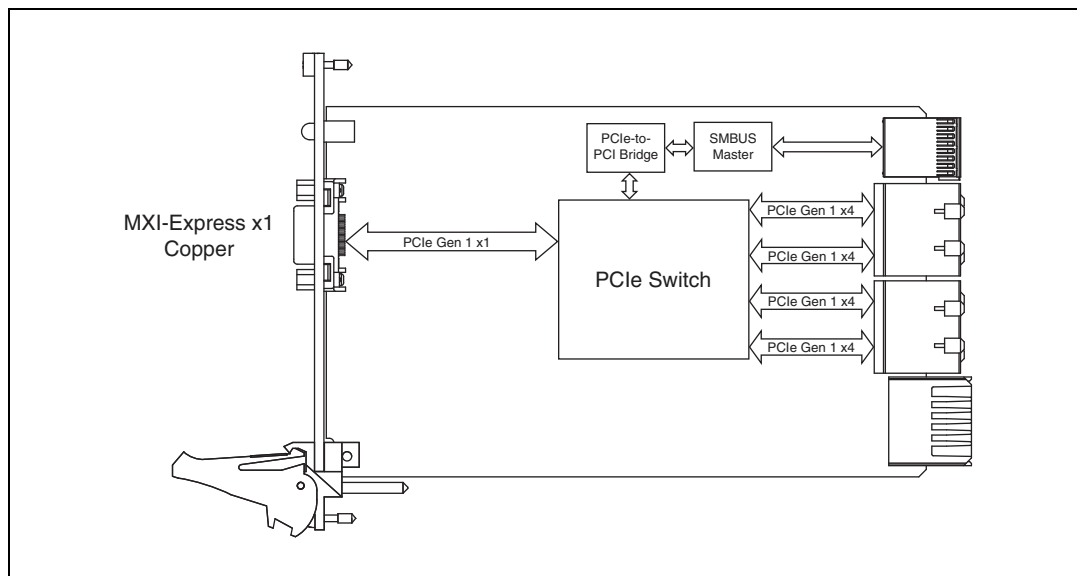 PCIe-to-
PCI Bridge
SMBUS
Master
MXI-Express x1
Copper
PCIe Gen 1 x1
PCIe Switch
PCIe Gen 1 x4
PCIe Gen 1 x4
PCIe Gen 1 x4
PCIe Gen 1 x4